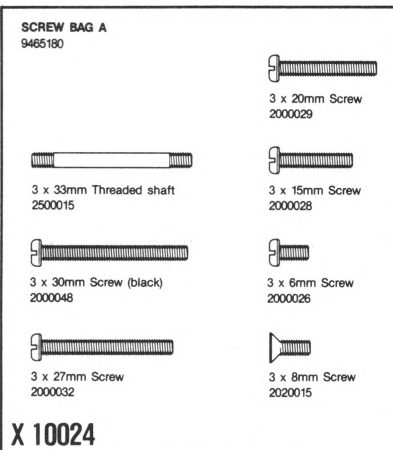 SCREW BAG A
9465180
3 x 20mm Screw
2000029
3 x 33mm Threaded shaft
2500015
3 x 15mm Screw
2000028
3 x 30mm Screw (black)
2000048
3 x 6mm Screw
2000026
3 x 27mm Screw
2000032
3 x 8mm Screw
2020015
X 10024